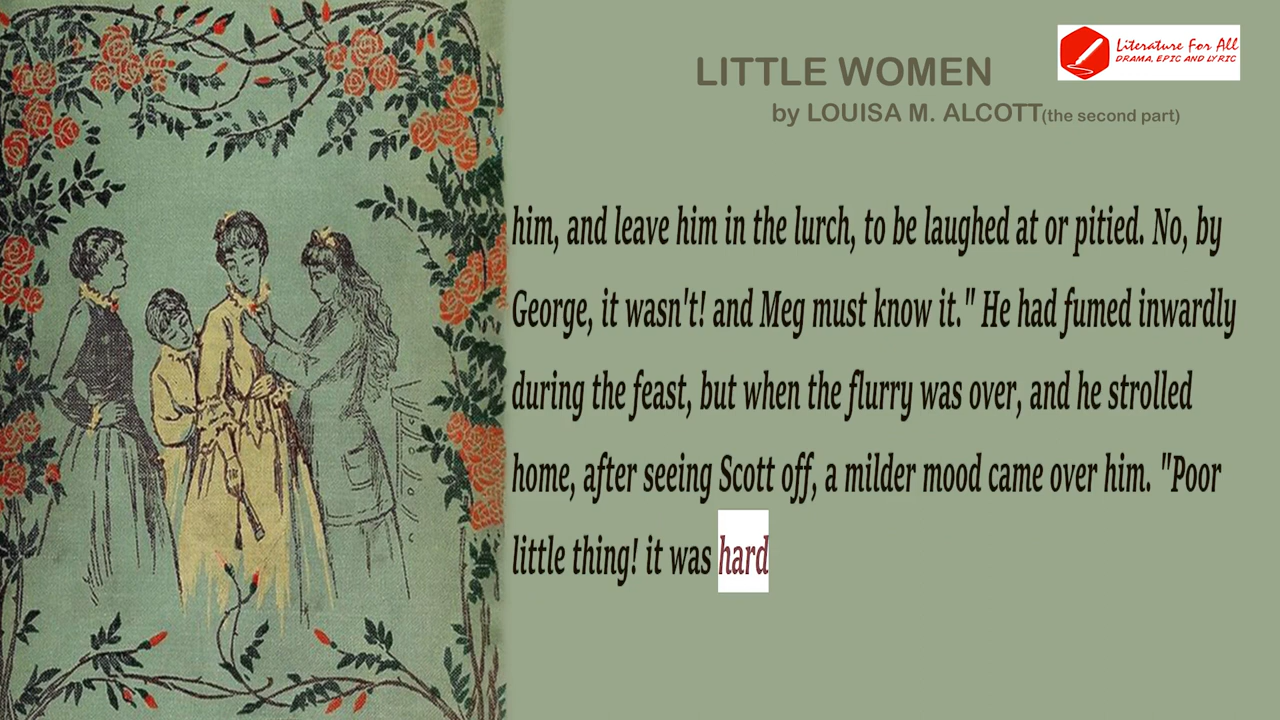 LITTLE WOMEN
by LOUISA M. ALCOTT(the second part)
Literature For All
DRAMA, EPIC AND LYRIC
him, and leave him in the lurch, to be laughed at or pitied. No, by
George, it wasn't! and Meg must know it." He had fumed inwardly
during the feast, but when the flurry was over, and he strolled
home, after seeing Scott off, a milder mood came over him. "Poor
little thing! it was hard